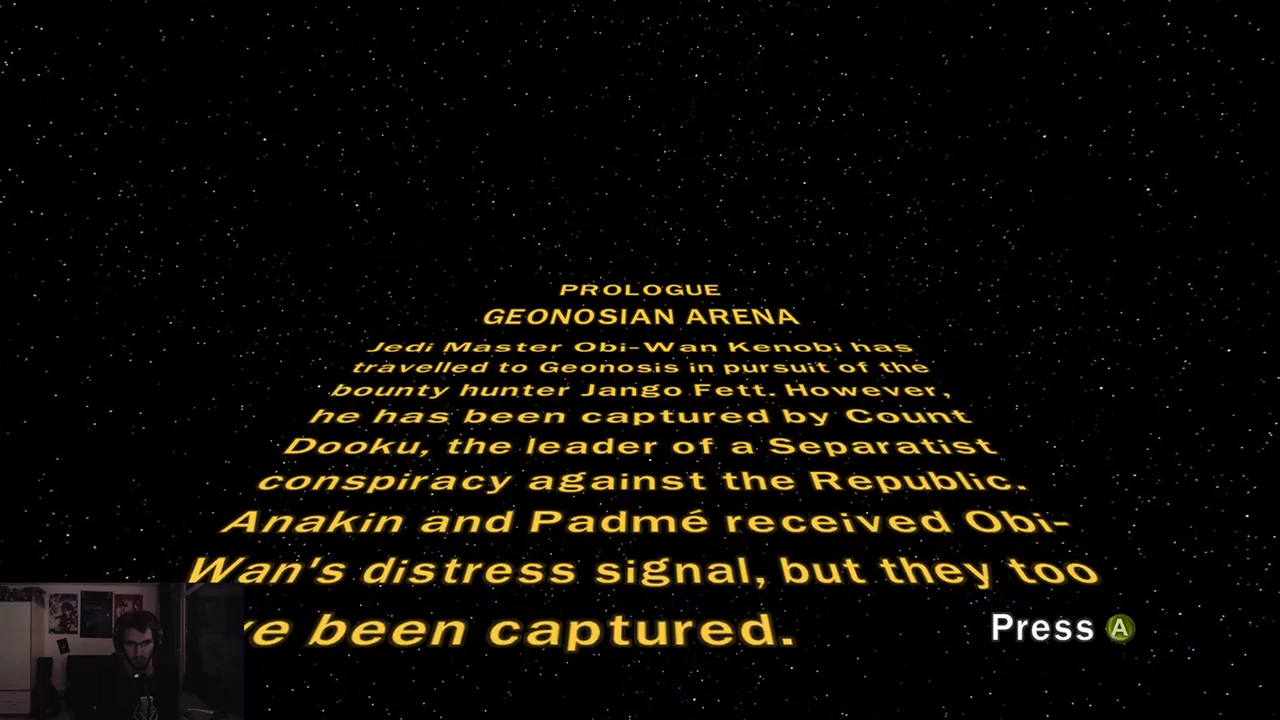 PROLOGUE
GEONOSIAN ARENA
Jedi Master Obi-Wan Kenobi has
travelled to Geonosis in pursuit of the
bounty hunter Jango Fett. However,
he has been captured by Count
Dooku, the leader of a Separatist
conspiracy against the Republic.
Anakin and Padmé received Obi-
Wan's distress signal, but they too
ve been captured.
Press A